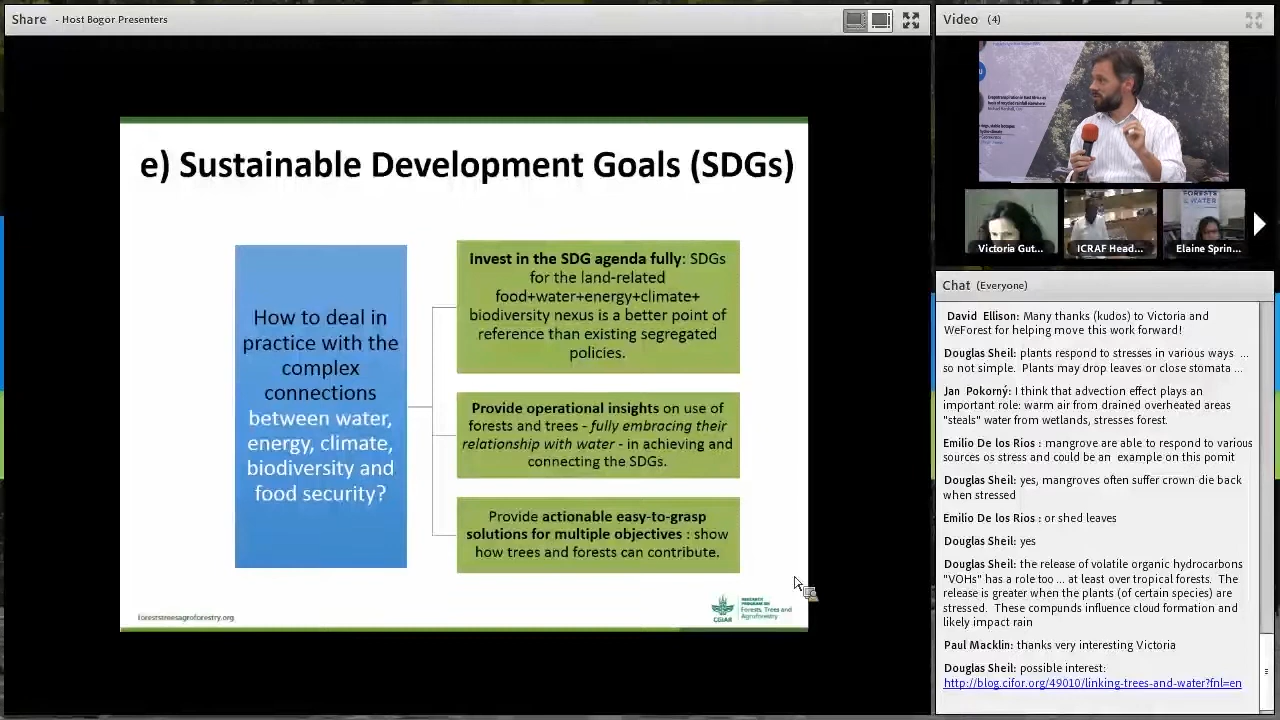 Share - Host Bogor Presenters
e) Sustainable Development Goals (SDGs)
How to deal in
practice with the
complex
connections
between water,
energy, climate,
biodiversity and
food security?
Invest in the SDG agenda fully: SDGs
for the land-related
food+water+energy+climate+
biodiversity nexus is a better point of
reference than existing segregated
policies.
Provide operational insights on use of
forests and trees - fully embracing their
relationship with water - in achieving and
connecting the SDGs.
Provide actionable easy-to-grasp
solutions for multiple objectives : show
how trees and forests can contribute.
foreststreesagroforestry.org
CGIAR
RESEARCH
PROGRAM ON
Forests, Trees and
Agroforestry
Video (4)
Victoria Gut...
ICRAF Head...
FORESTS
WATER
Elaine Sprin...
Chat (Everyone)
David Ellison: Many thanks (kudos) to Victoria and
WeForest for helping move this work forward!
Douglas Sheil: plants respond to stresses in various ways ...
so not simple. Plants may drop leaves or close stomata ...
Jan Pokorný: I think that advection effect plays an
important role: warm air from drained overheated areas
"steals" water from wetlands, stresses forest.
Emilio De los Rios : mangrove are able to respond to various
sources os stress and could be an example on this pomit
Douglas Sheil: yes, mangroves often suffer crown die back
when stressed
Emilio De los Rios : or shed leaves
Douglas Sheil: yes
Douglas Sheil: the release of volatile organic hydrocarbons
"VOHs" has a role too ... at least over tropical forests. The
release is greater when the plants (of certain species) are
stressed. These compunds influence cloud formation and
likely impact rain
Paul Macklin: thanks very interesting Victoria
Douglas Sheil: possible interest:
http://blog.cifor.org/49010/linking-trees-and-water?fnl=en